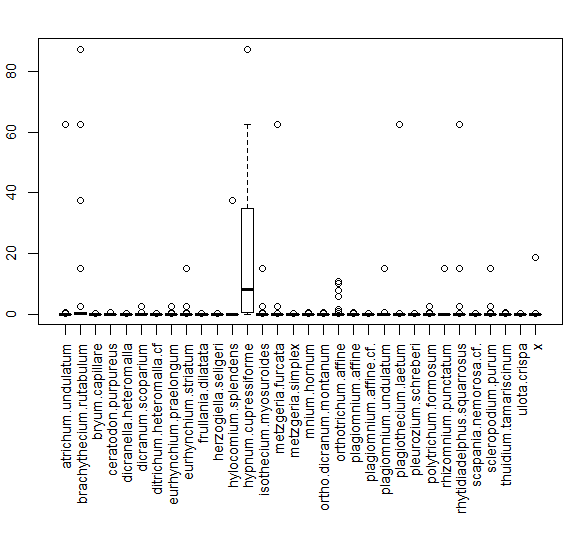 80
60
40
20
0
atrichum.undulatum
brachythecium.rutabulum
bryum.capillare
ceratodon.purpureus
dicranella.heteromalla
dicranum.scoparium
ditrichum.heteromalla.cf
eurhynchium.praelongum
eurhynchium.striatum
frullania.dilatata
herzogiella.seligeri
hylocomium.splendens
hypnum.cupressiforme
isothecium.myosuroides
metzgeria.furcata
metzgeria.simplex
mnium.hornum
ortho.dicranum.montanum
orthotrichum.affine
plagiomnium.affine
plagiomnium.affine.cf.
plagiomnium.undulatum
plagiothecium.laetum
pleurozium.schreberi
polytrichum.formosum
rhizomnium.punctatum
rhytidiadelphus.squarrosus
scapania.nemorosa.cf.
scleropodium.purum
thuidium.tamariscinum
ulota.crispa
x